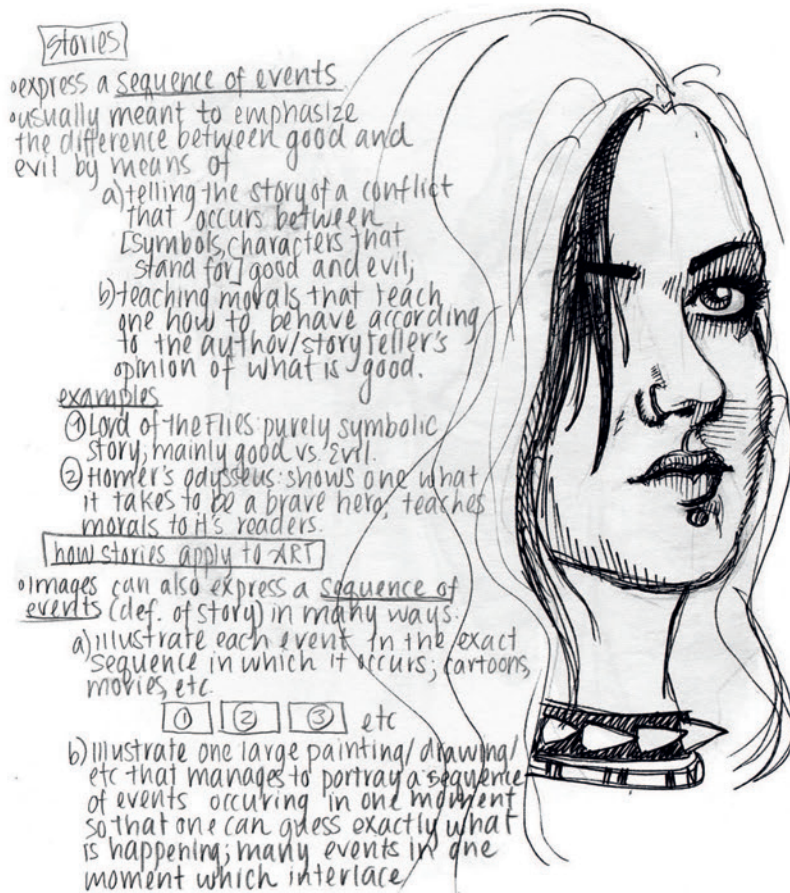 stories
•express a sequence of events
•usually meant to emphasize
the difference between good and
evil by means of
a) telling the story of a conflict
that occurs between
[symbols, characters that
stand for] good and evil;
b) teaching morals that teach
one how to behave according
to the author/storyteller's
opinion of what is good.
examples
① Lord of the Flies: purely symbolic
story; mainly good vs. Evil.
② Homer's odysseus: shows one what
it takes to be a brave hero; teaches
morals to it's readers.
how stories apply to ART
•Images can also express a sequence of
events (def. of story) in many ways.
a) illustrate each event in the exact
sequence in which it occurs; cartoons,
movies, etc.
① ② ③ etc
b) illustrate one large painting/drawing/
etc that manages to portray a sequence
of events occuring in one moment
so that one can guess exactly what
is happening; many events in one
moment which interlace